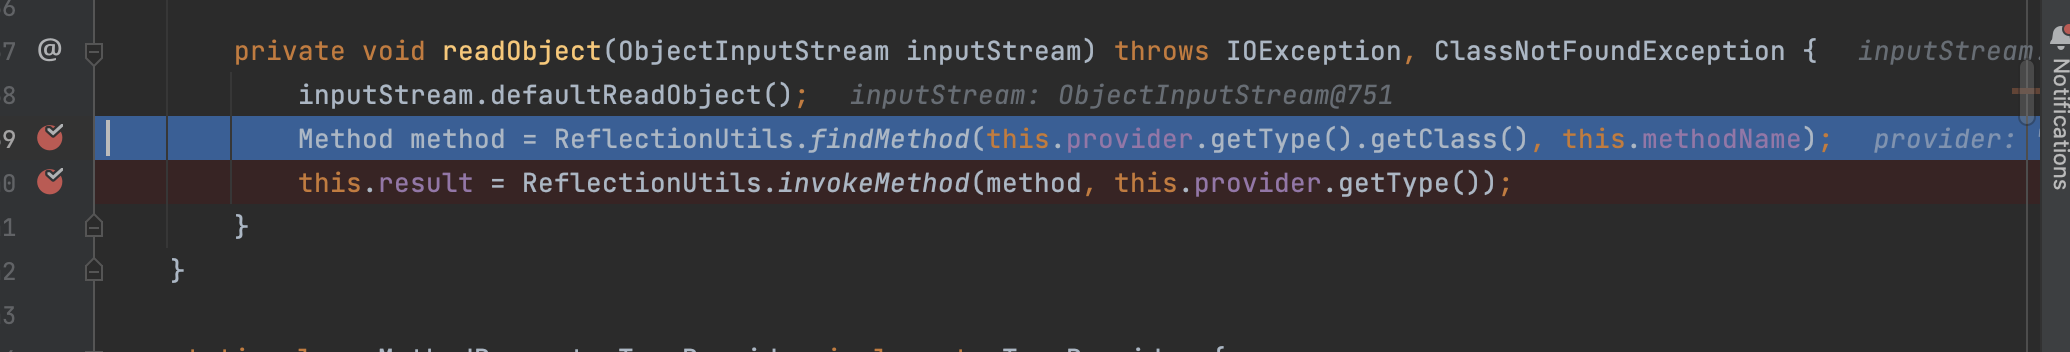 6
7 @ private void readObject(ObjectInputStream inputStream) throws IOException, ClassNotFoundException { inputStream:
8 inputStream.defaultReadObject(); inputStream: ObjectInputStream@751
9 Method method = ReflectionUtils.findMethod(this.provider.getType().getClass(), this.methodName); provider:
0 this.result = ReflectionUtils.invokeMethod(method, this.provider.getType());
1 }
2 }
3
Notifications